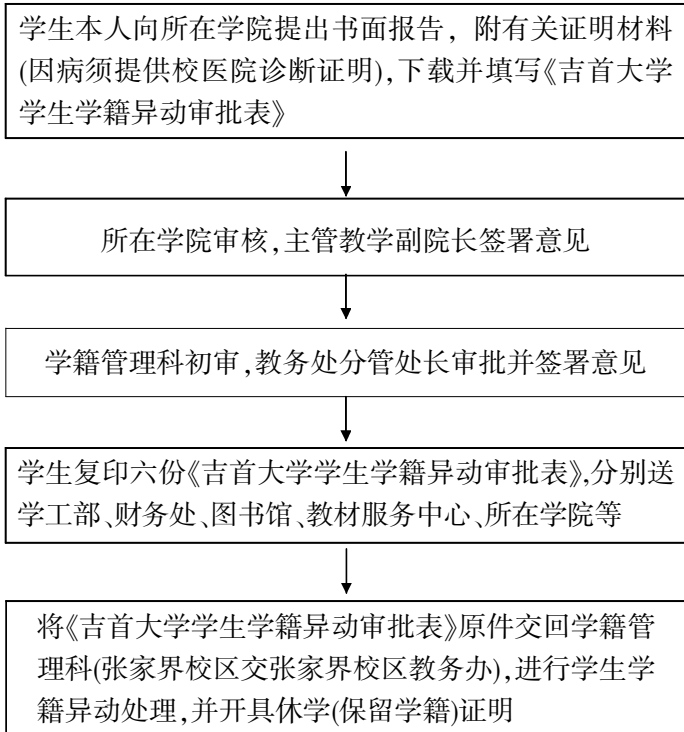 学生本人向所在学院提出书面报告，附有关证明材料
(因病须提供校医院诊断证明),下载并填写《吉首大学
学生学籍异动审批表》
所在学院审核,主管教学副院长签署意见
学籍管理科初审,教务处分管处长审批并签署意见
学生复印六份《吉首大学学生学籍异动审批表》,分别送
学工部、财务处、图书馆、教材服务中心、所在学院等
将《吉首大学学生学籍异动审批表》原件交回学籍管
理科(张家界校区交张家界校区教务办),进行学生学
籍异动处理,并开具休学(保留学籍)证明